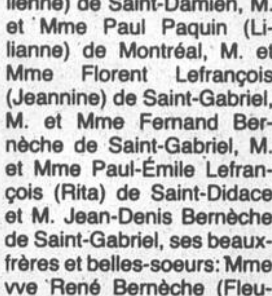 lienne) de Saint-Damien, M.
et Mme Paul Paquin (Li-
lianne) de Montréal, M. et
Mme Florent Lefrançois
(Jeannine) de Saint-Gabriel,
M. et Mme Fernand Ber-
nèche de Saint-Gabriel, M.
et Mme Paul-Émile Lefran-
çois (Rita) de Saint-Didace
et M. Jean-Denis Bernèche
de Saint-Gabriel, ses beaux-
frères et belles-soeurs: Mme
vve René Bernèche (Fleu-